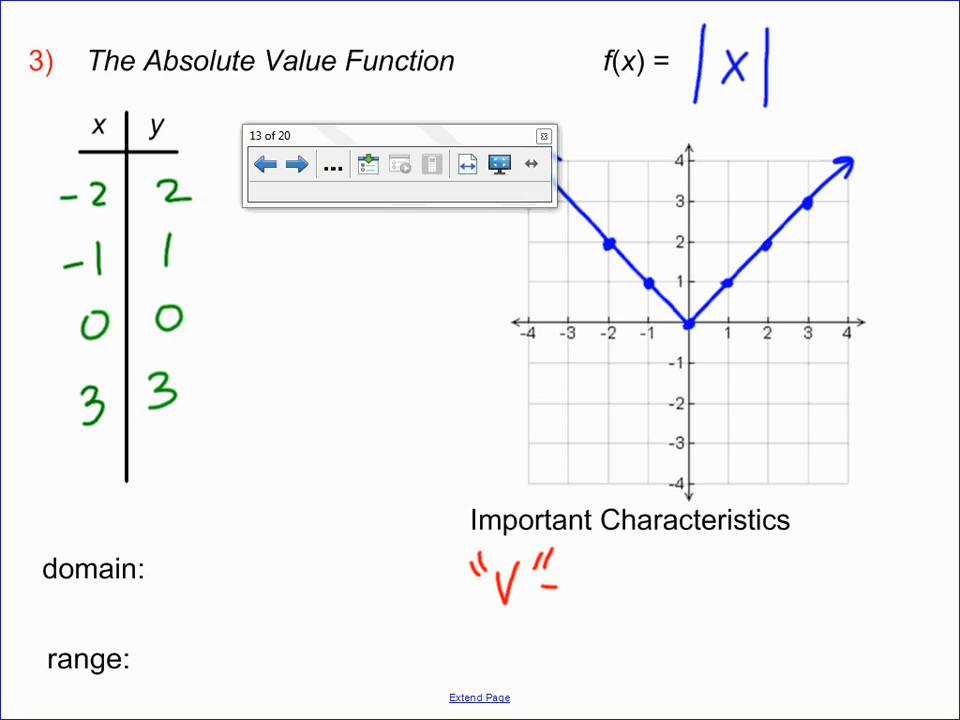 3) The Absolute Value Function f(x) = |x|
x y
-2 2
-1 1
0 0
3 3
13 of 20
...
4
3
2
1
-4 -3 -2 -1 1 2 3 4
-1
-2
-3
-4
Important Characteristics
"V"-
domain:
range:
Extend Page